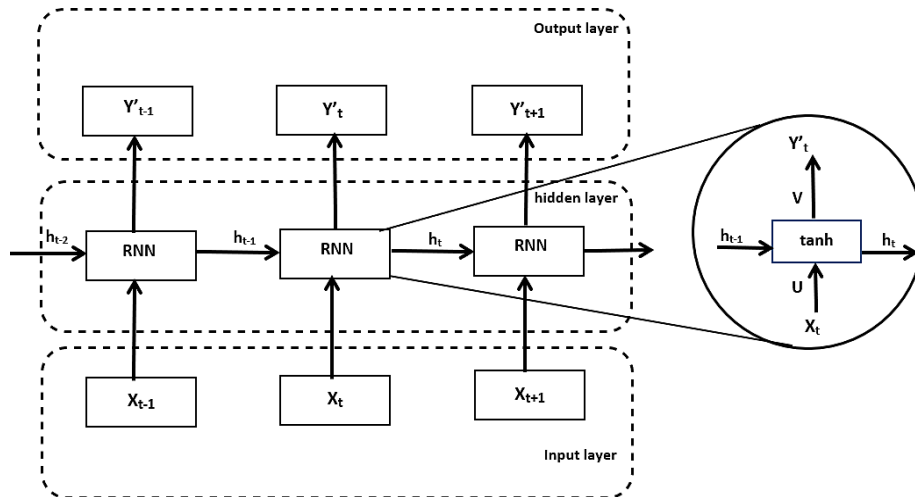 Output layer
Y't-1
Y't
Y't+1
hidden layer
ht-2
RNN
ht-1
RNN
ht
RNN
Xt-1
Xt
Xt+1
Input layer
Y't
V
ht-1
tanh
ht
U
Xt